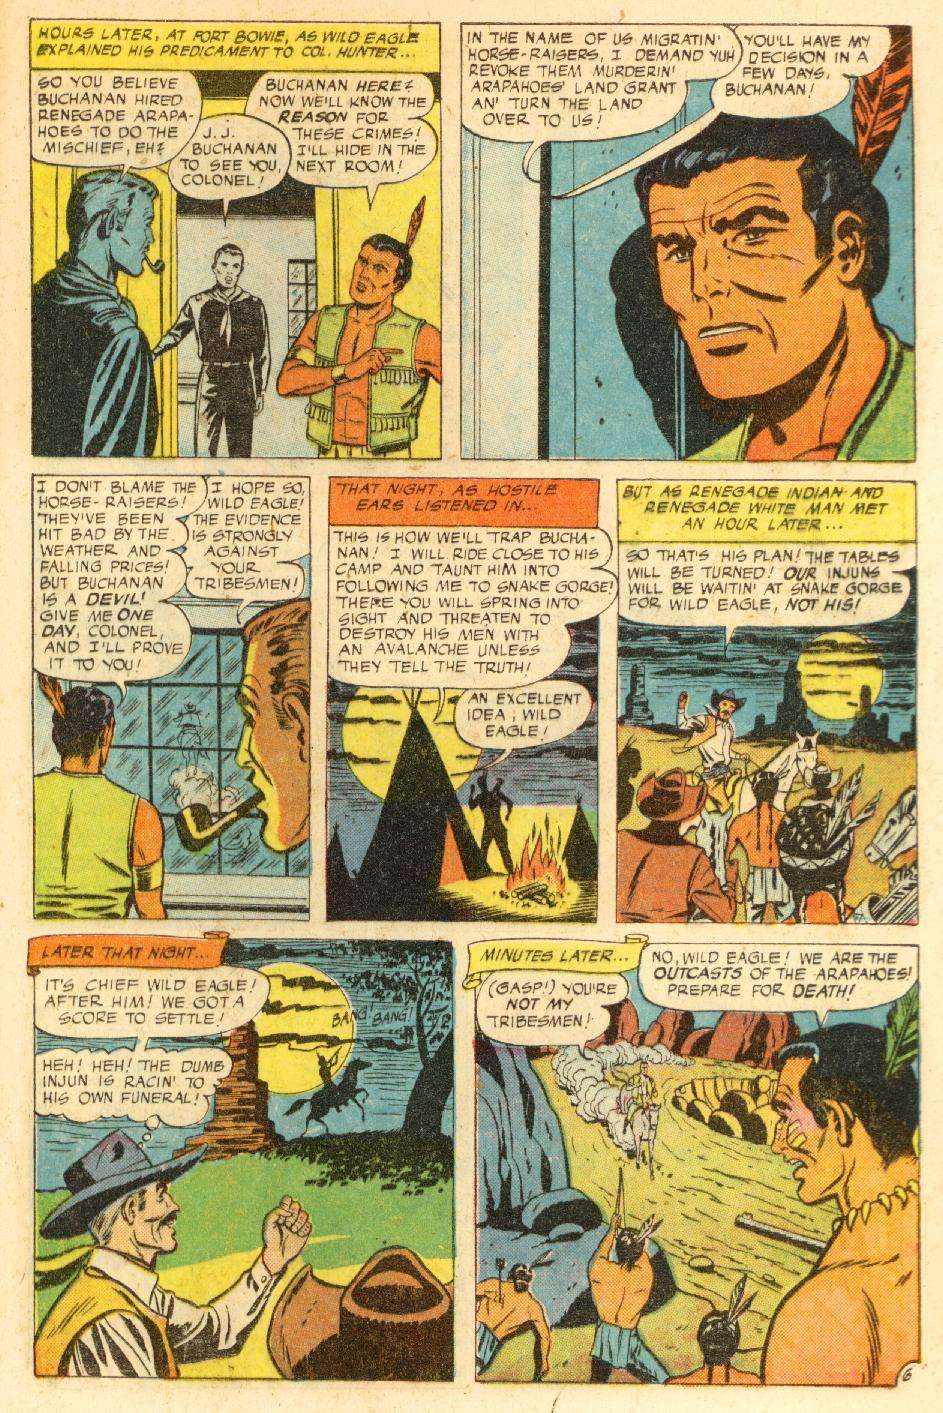 HOURS LATER, AT FORT BOWIE, AS WILD EAGLE
EXPLAINED HIS PREDICAMENT TO COL. HUNTER...
SO YOU BELIEVE
BUCHANAN HIRED
RENEGADE ARAPA-
HOES TO DO THE
MISCHIEF, EH?
J. J.
BUCHANAN
TO SEE YOU,
COLONEL!
BUCHANAN HERE?
NOW WE'LL KNOW THE
REASON FOR
THESE CRIMES!
I'LL HIDE IN THE
NEXT ROOM!
IN THE NAME OF US MIGRATIN'
HORSE-RAISERS, I DEMAND YUH
REVOKE THEM MURDERIN'
ARAPAHOES' LAND GRANT
AN' TURN THE LAND
OVER TO US!
YOU'LL HAVE MY
DECISION IN A
FEW DAYS,
BUCHANAN!
I DON'T BLAME THE
HORSE-RAISERS!
THEY'VE BEEN
HIT BAD BY THE
WEATHER AND
FALLING PRICES!
BUT BUCHANAN
IS A DEVIL!
GIVE ME ONE
DAY, COLONEL,
AND I'LL PROVE
IT TO YOU!
I HOPE SO,
WILD EAGLE!
THE EVIDENCE
IS STRONGLY
AGAINST
YOUR
TRIBESMEN!
THAT NIGHT, AS HOSTILE
EARS LISTENED IN...
THIS IS HOW WE'LL TRAP BUCHA-
NAN! I WILL RIDE CLOSE TO HIS
CAMP AND TAUNT HIM INTO
FOLLOWING ME TO SNAKE GORGE!
THERE YOU WILL SPRING INTO
SIGHT AND THREATEN TO
DESTROY HIS MEN WITH
AN AVALANCHE UNLESS
THEY TELL THE TRUTH!
AN EXCELLENT
IDEA, WILD
EAGLE!
BUT AS RENEGADE INDIAN AND
RENEGADE WHITE MAN MET
AN HOUR LATER...
SO THAT'S HIS PLAN! THE TABLES
WILL BE TURNED! OUR INJUNS
WILL BE WAITIN' AT SNAKE GORGE
FOR WILD EAGLE, NOT HIS!
LATER THAT NIGHT...
IT'S CHIEF WILD EAGLE!
AFTER HIM! WE GOT A
SCORE TO SETTLE!
HEH! HEH! THE DUMB
INJUN IS RACIN' TO
HIS OWN FUNERAL!
BANG! BANG!
MINUTES LATER...
(GASP!) YOU'RE
NOT MY
TRIBESMEN!
NO, WILD EAGLE! WE ARE THE
OUTCASTS OF THE ARAPAHOES!
PREPARE FOR DEATH!
6